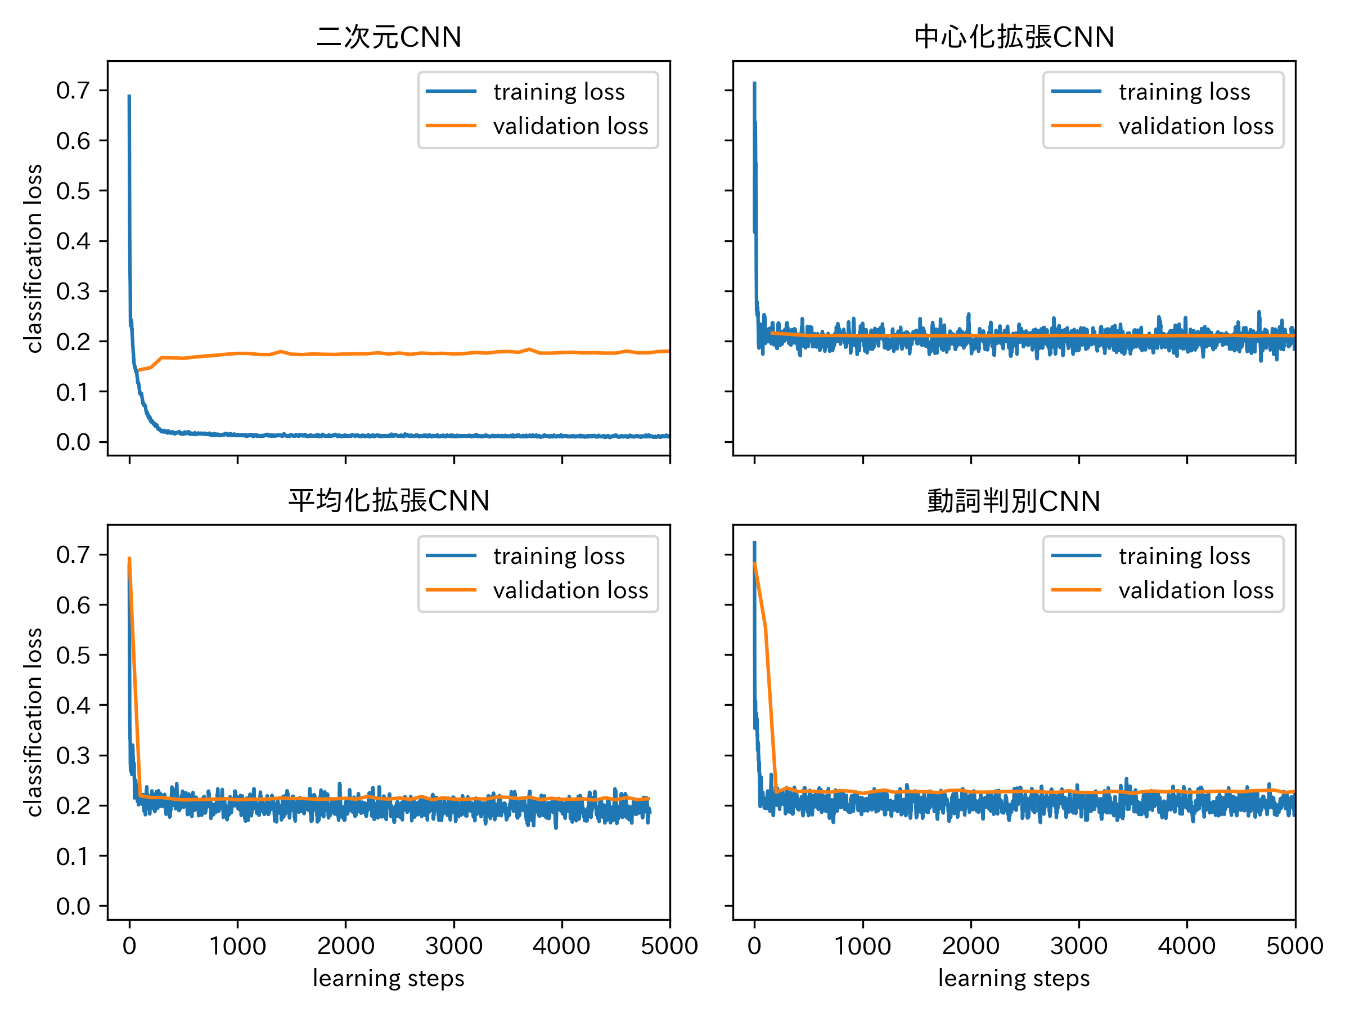 二次元CNN
0.7
0.6
0.5
0.4
0.3
0.2
0.1
0.0
classification loss
training loss
validation loss
中心化拡張CNN
training loss
validation loss
平均化拡張CNN
0.7
0.6
0.5
0.4
0.3
0.2
0.1
0.0
classification loss
training loss
validation loss
0 1000 2000 3000 4000 5000
learning steps
動詞判別CNN
training loss
validation loss
0 1000 2000 3000 4000 5000
learning steps